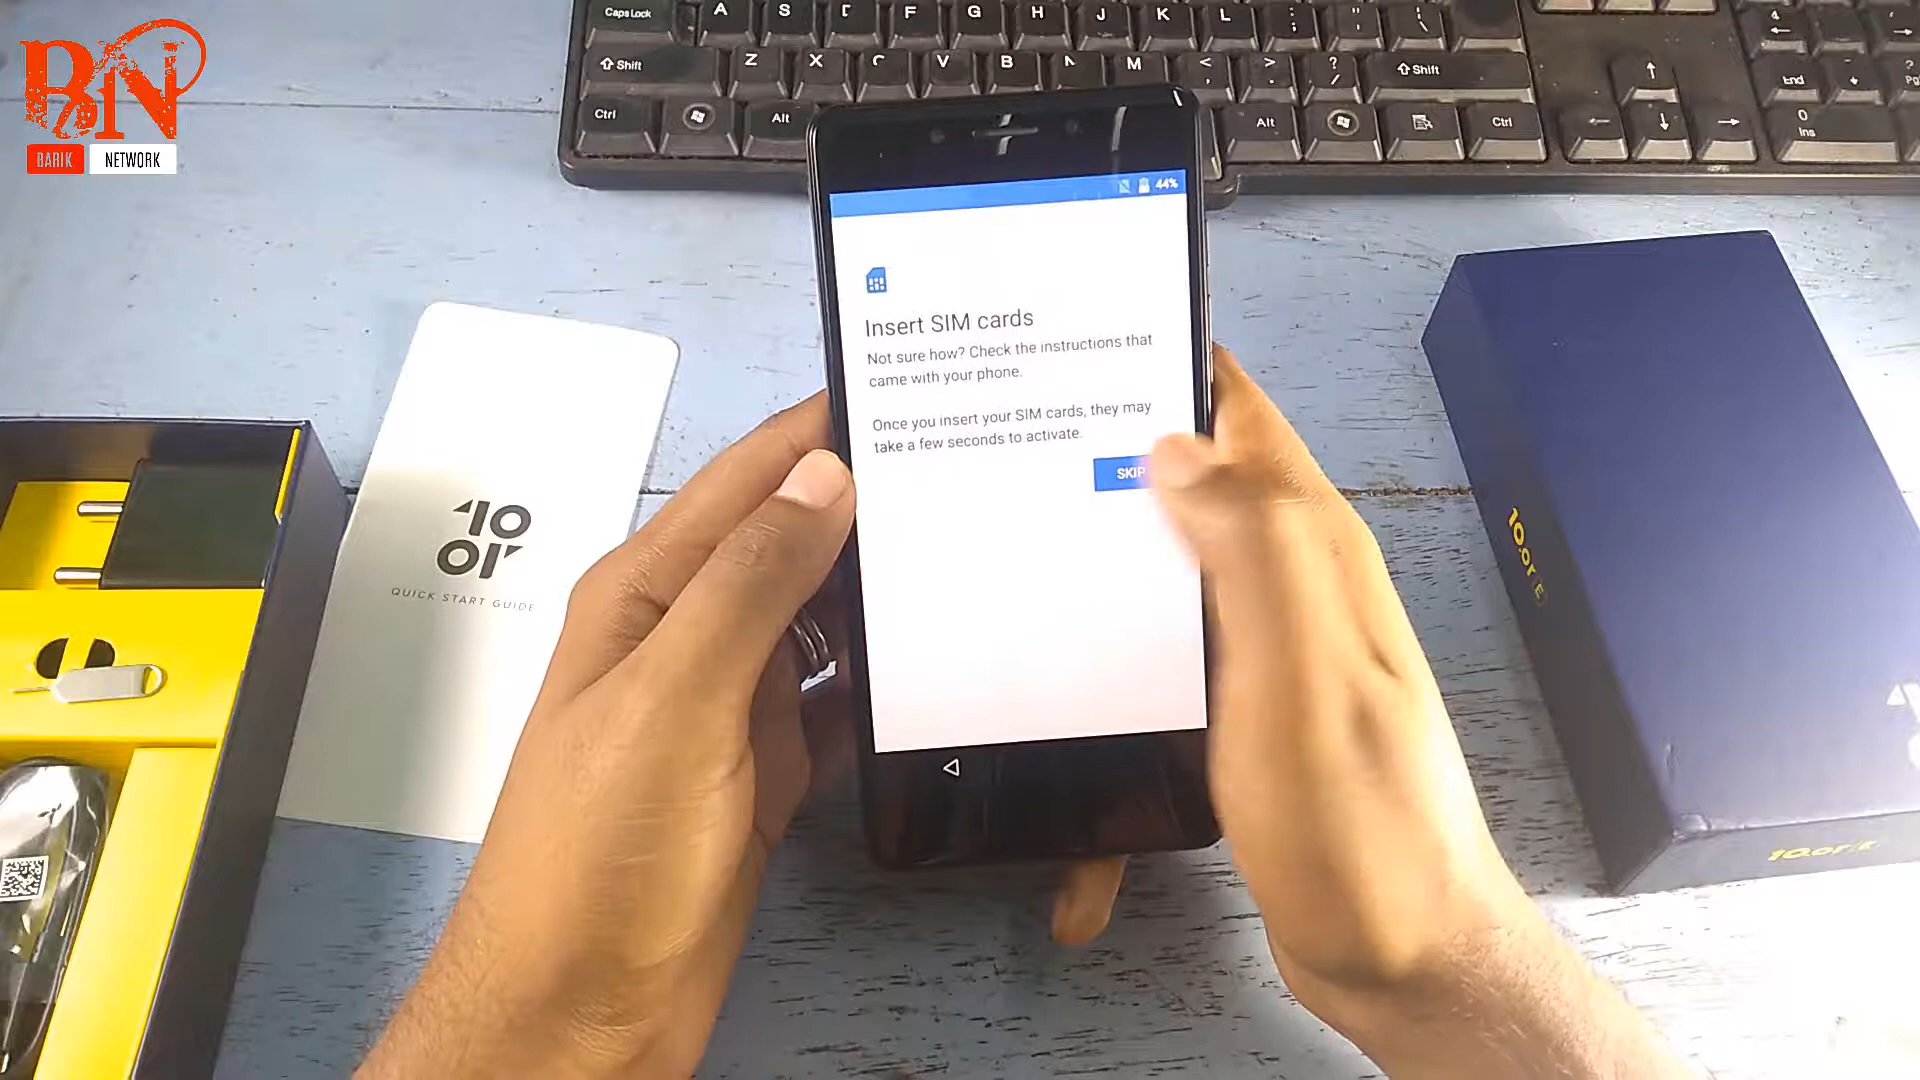 BN
BARIK NETWORK
Caps Lock A S F G H J K L : ; " '
Shift Z X V B M < , > . ? / Shift End
Ctrl Alt Alt Ctrl 0 Ins
44%
Insert SIM cards
Not sure how? Check the instructions that
came with your phone.
Once you insert your SIM cards, they may
take a few seconds to activate.
SKIP
10
or
QUICK START GUIDE
10.or E
10.or E